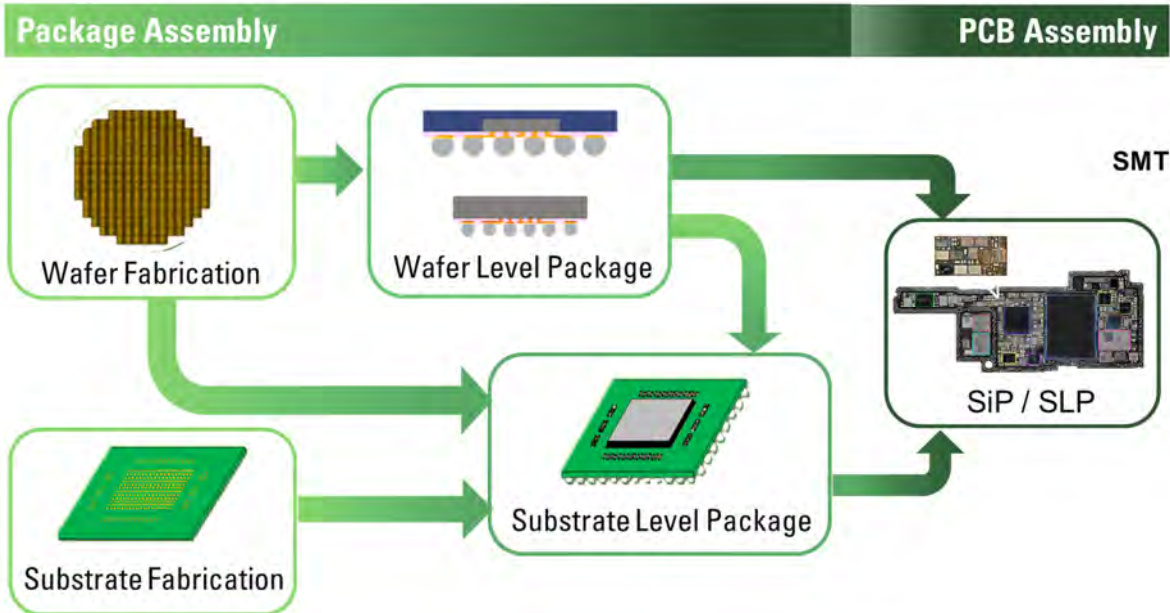 Package Assembly
PCB Assembly
SMT
Wafer Fabrication
Wafer Level Package
SiP / SLP
Substrate Level Package
Substrate Fabrication